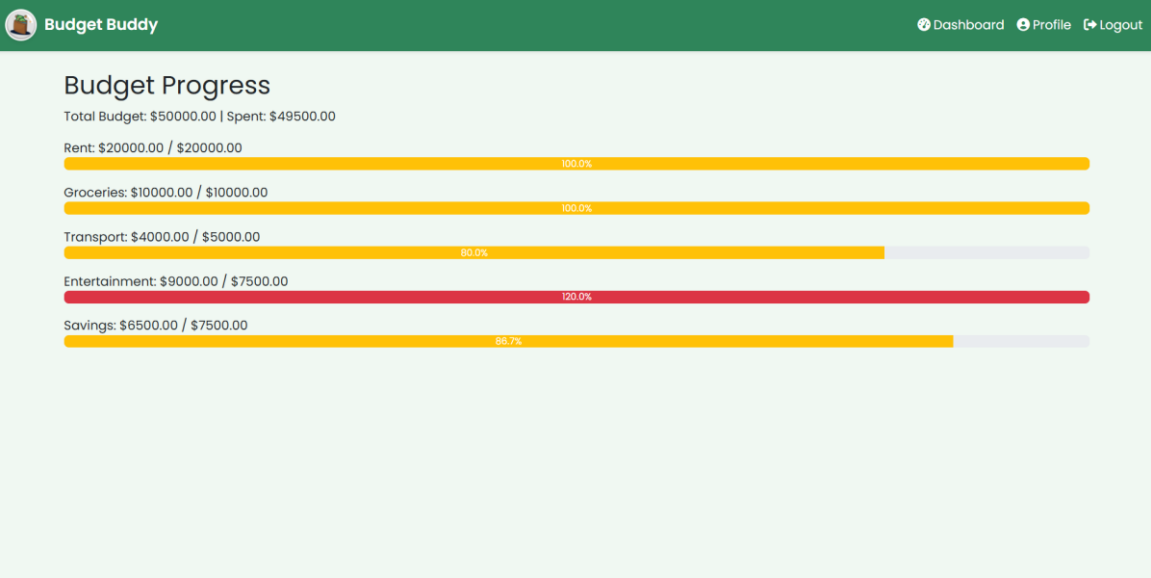 Budget Buddy
Dashboard Profile Logout
Budget Progress
Total Budget: $50000.00 | Spent: $49500.00
Rent: $20000.00 / $20000.00
100.0%
Groceries: $10000.00 / $10000.00
100.0%
Transport: $4000.00 / $5000.00
80.0%
Entertainment: $9000.00 / $7500.00
120.0%
Savings: $6500.00 / $7500.00
86.7%